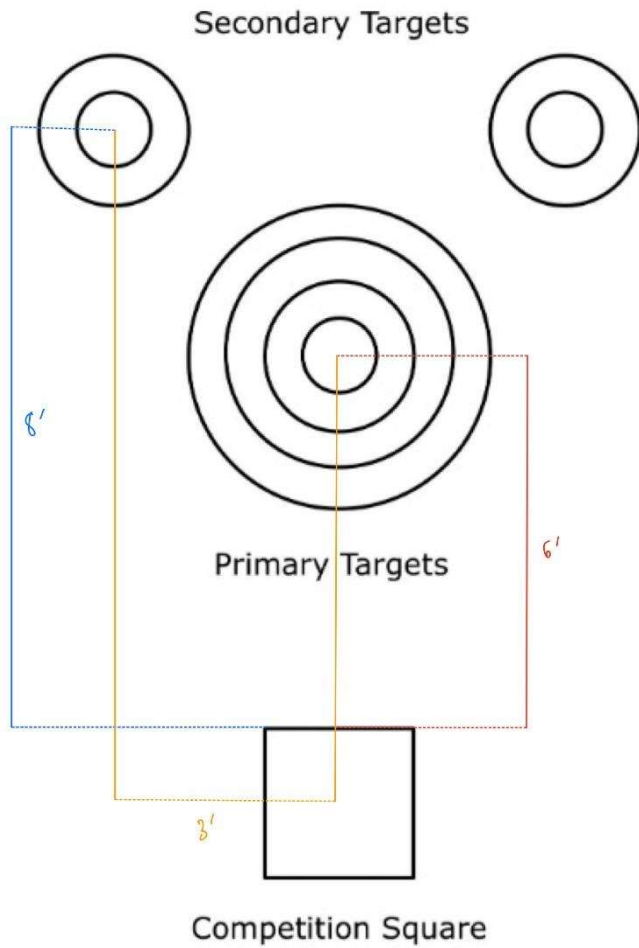 Secondary Targets
8'
6'
Primary Targets
3'
Competition Square